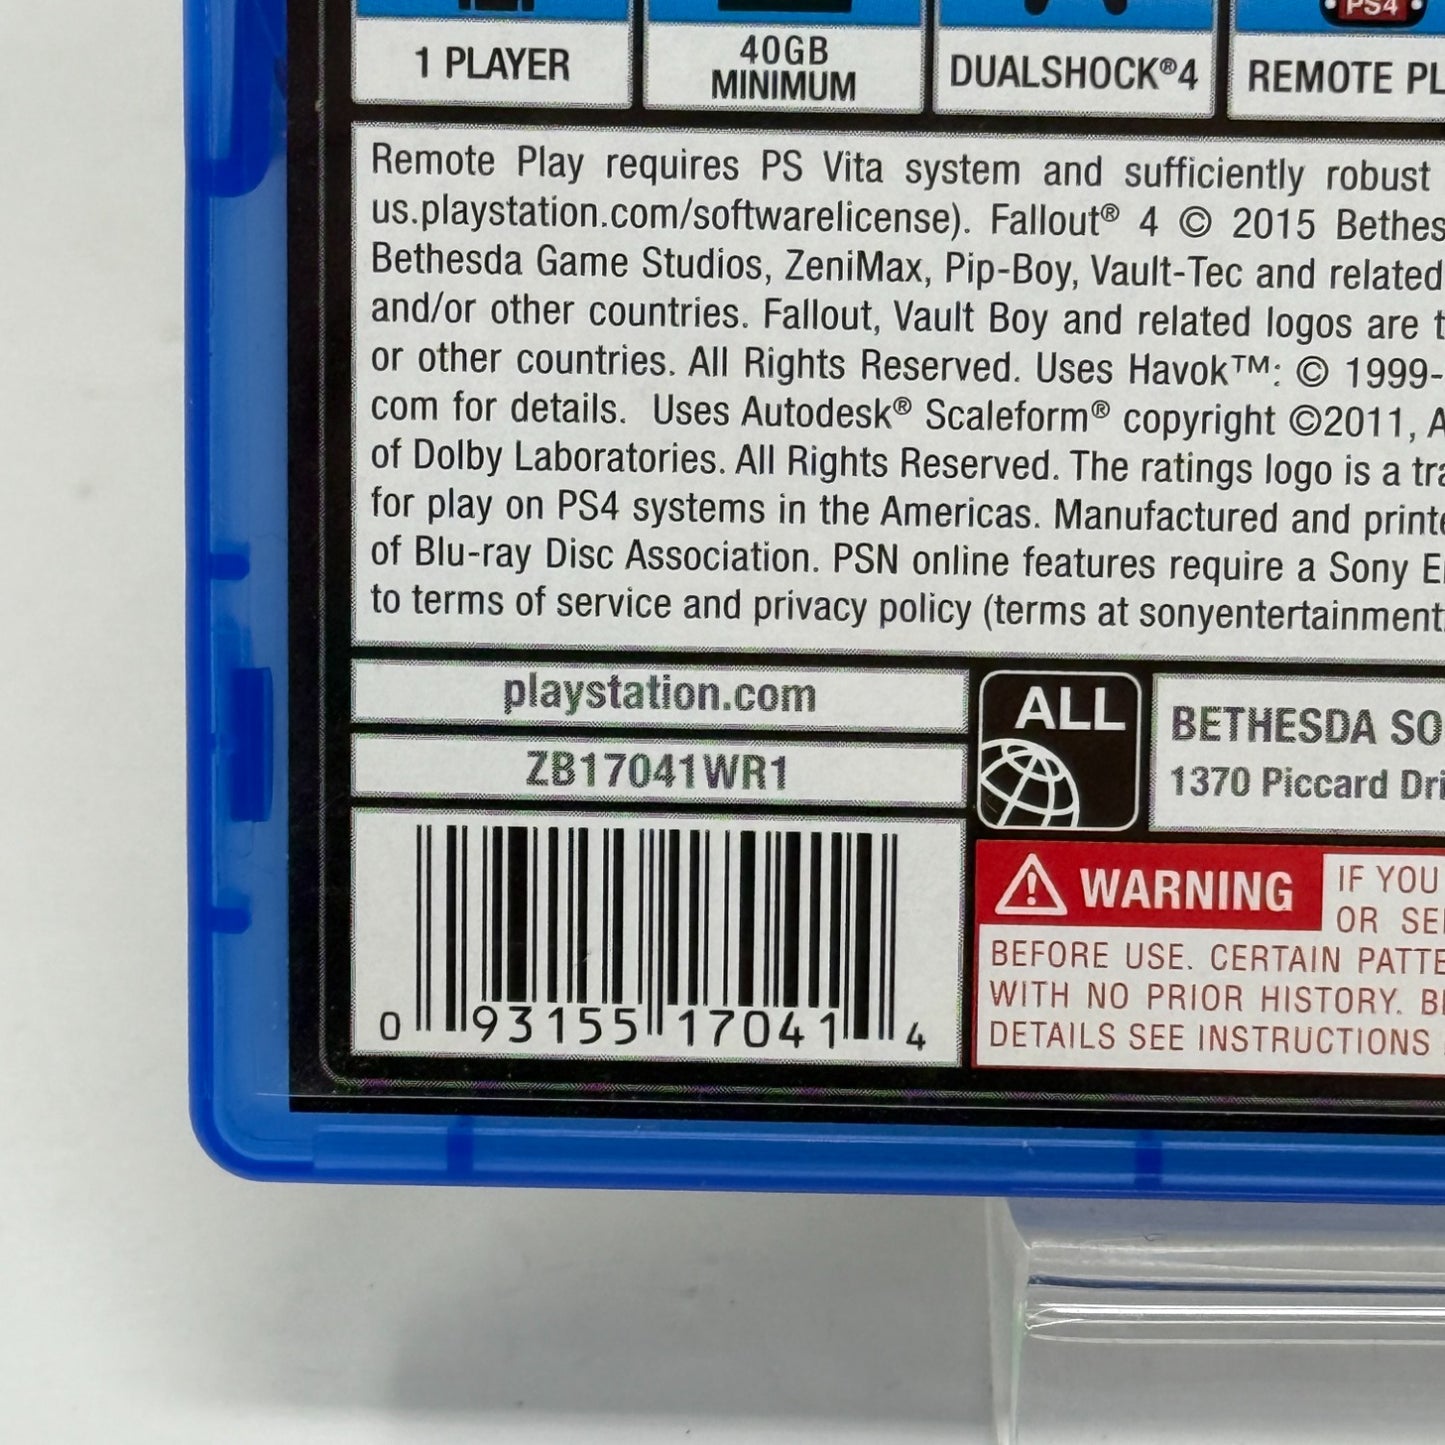 PS4
1 PLAYER
40GB
MINIMUM
DUALSHOCK®4
REMOTE PL
Remote Play requires PS Vita system and sufficiently robust
us.playstation.com/softwarelicense). Fallout® 4 © 2015 Bethes
Bethesda Game Studios, ZeniMax, Pip-Boy, Vault-Tec and related
and/or other countries. Fallout, Vault Boy and related logos are t
or other countries. All Rights Reserved. Uses Havok™: © 1999-
com for details. Uses Autodesk® Scaleform® copyright ©2011, A
of Dolby Laboratories. All Rights Reserved. The ratings logo is a tra
for play on PS4 systems in the Americas. Manufactured and printe
of Blu-ray Disc Association. PSN online features require a Sony E
to terms of service and privacy policy (terms at sonyentertainment.
playstation.com
ZB17041WR1
ALL
BETHESDA SO
1370 Piccard Dri
WARNING
IF YOU
OR SE
BEFORE USE. CERTAIN PATTE
WITH NO PRIOR HISTORY. B
DETAILS SEE INSTRUCTIONS
0 93155 17041 4